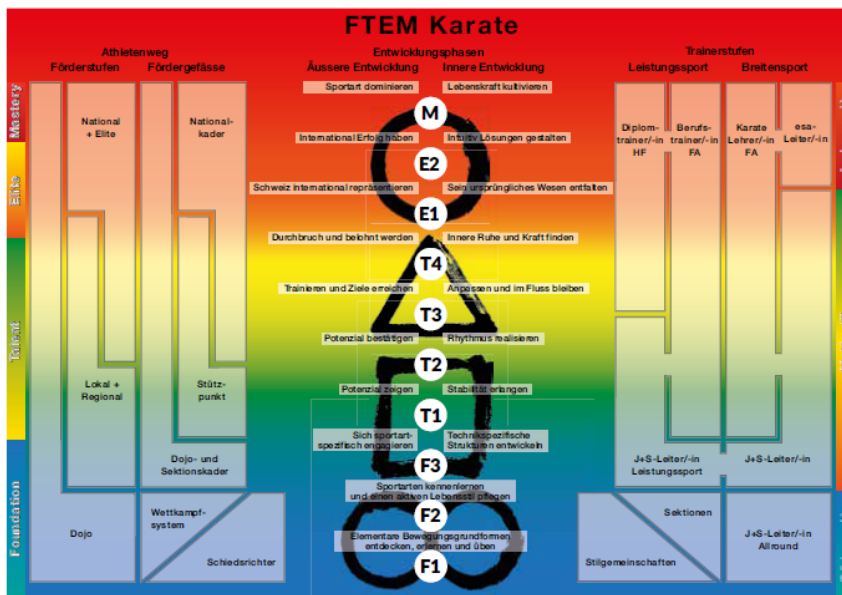 FTEM Karate
Athletenweg
Förderstufen
Fördergefässe
Entwicklungsphasen
Äussere Entwicklung
Innere Entwicklung
Trainerstufen
Leistungssport
Breitensport
Mastery
Elite
Talent
Foundation
National
+ Elite
National-
kader
Lokal +
Regional
Stütz-
punkt
Dojo- und
Sektionskader
Dojo
Wettkampf-
system
Schiedsrichter
Sportart dominieren
Lebenskraft kultivieren
M
International Erfolg haben
Intuitiv Lösungen gestalten
E2
Schweiz international repräsentieren
Sein ursprüngliches Wesen entfalten
E1
Durchbruch und belohnt werden
Innere Ruhe und Kraft finden
T4
Trainieren und Ziele erreichen
Anpassen und im Fluss bleiben
T3
Potenzial bestätigen
Rhythmus realisieren
T2
Potenzial zeigen
Stabilität erlangen
T1
Sich sportart-
spezifisch engagieren
Technikspezifische
Strukturen entwickeln
F3
Sportarten kennenlernen
und einen aktiven Lebensstil pflegen
F2
Elementare Bewegungsgrundformen
entdecken, erlernen und üben
F1
Diplom-
trainer/-in
HF
Berufs-
trainer/-in
FA
Karate
Lehrer/-in
FA
esa-
Leiter/-in
J+S-Leiter/-in
Leistungssport
J+S-Leiter/-in
Sektionen
Stilgemeinschaften
J+S-Leiter/-in
Allround